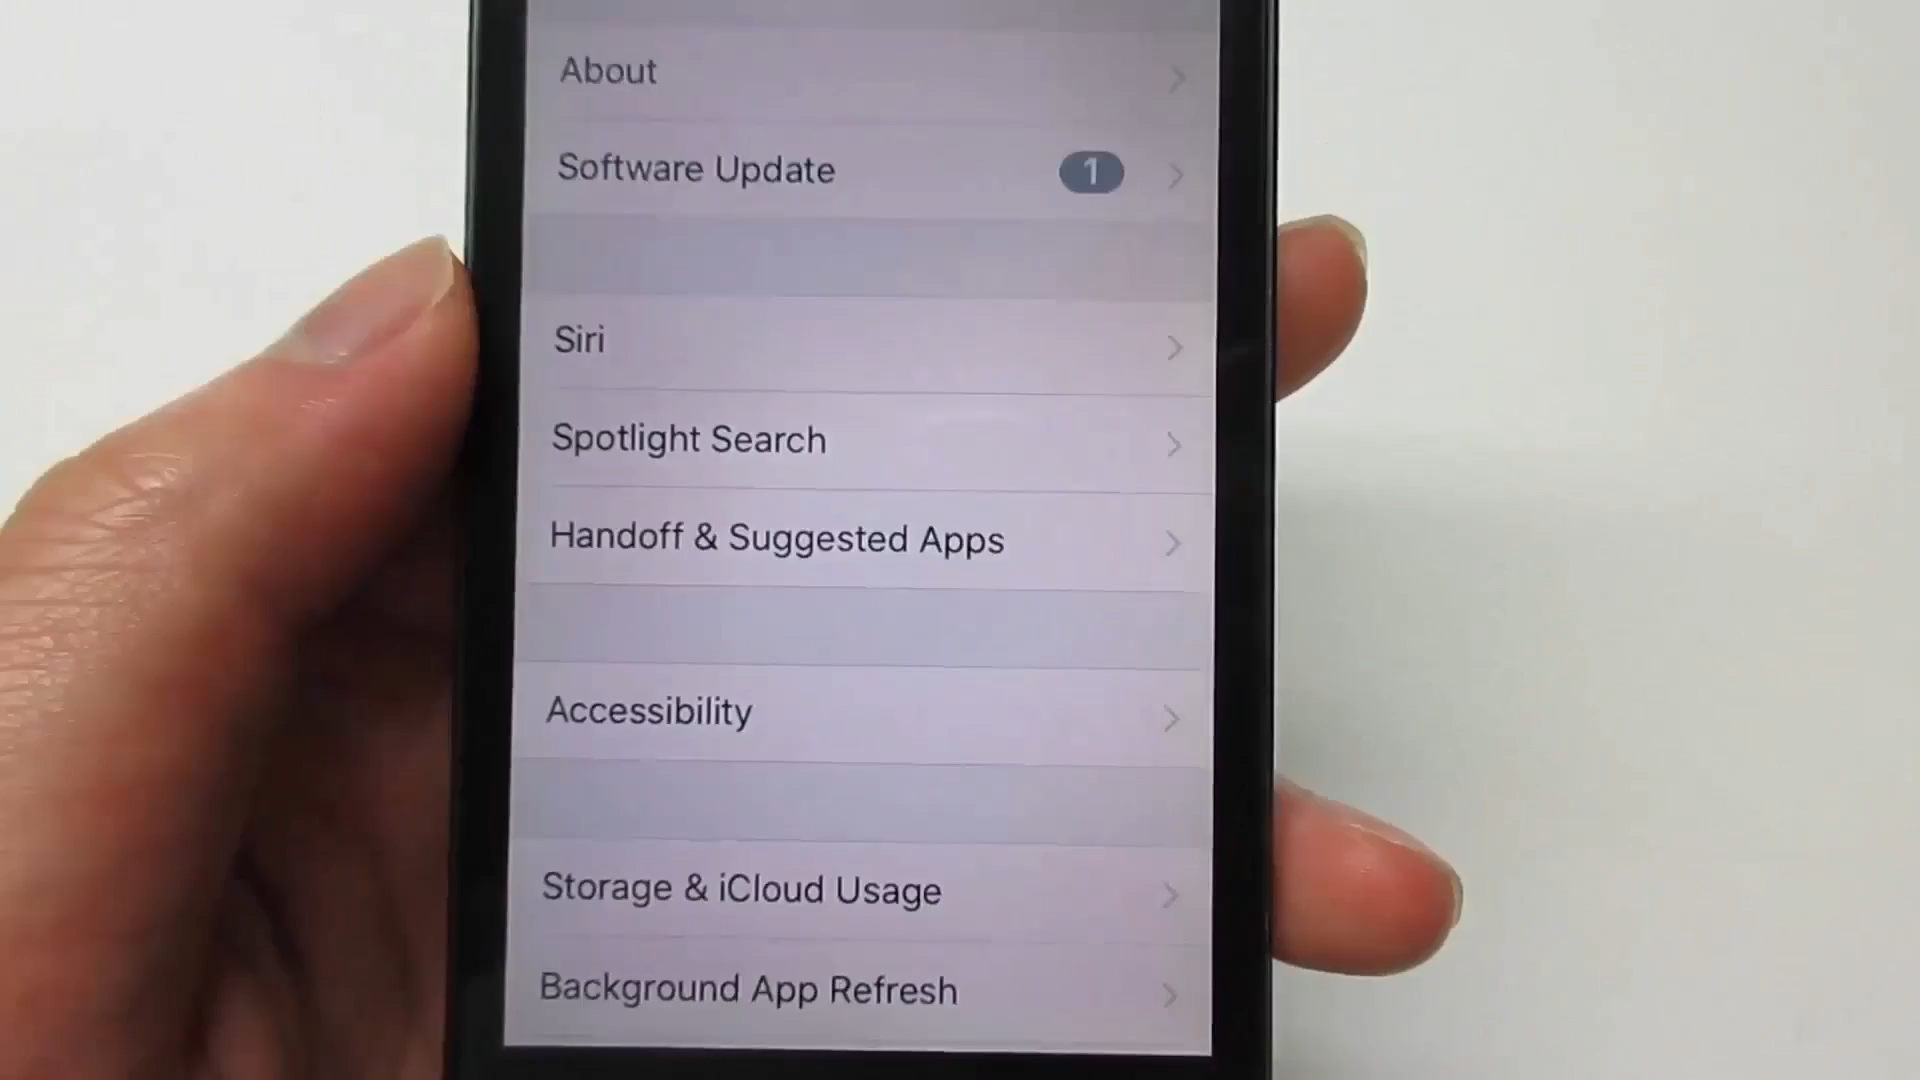 About
Software Update 1
Siri
Spotlight Search
Handoff & Suggested Apps
Accessibility
Storage & iCloud Usage
Background App Refresh